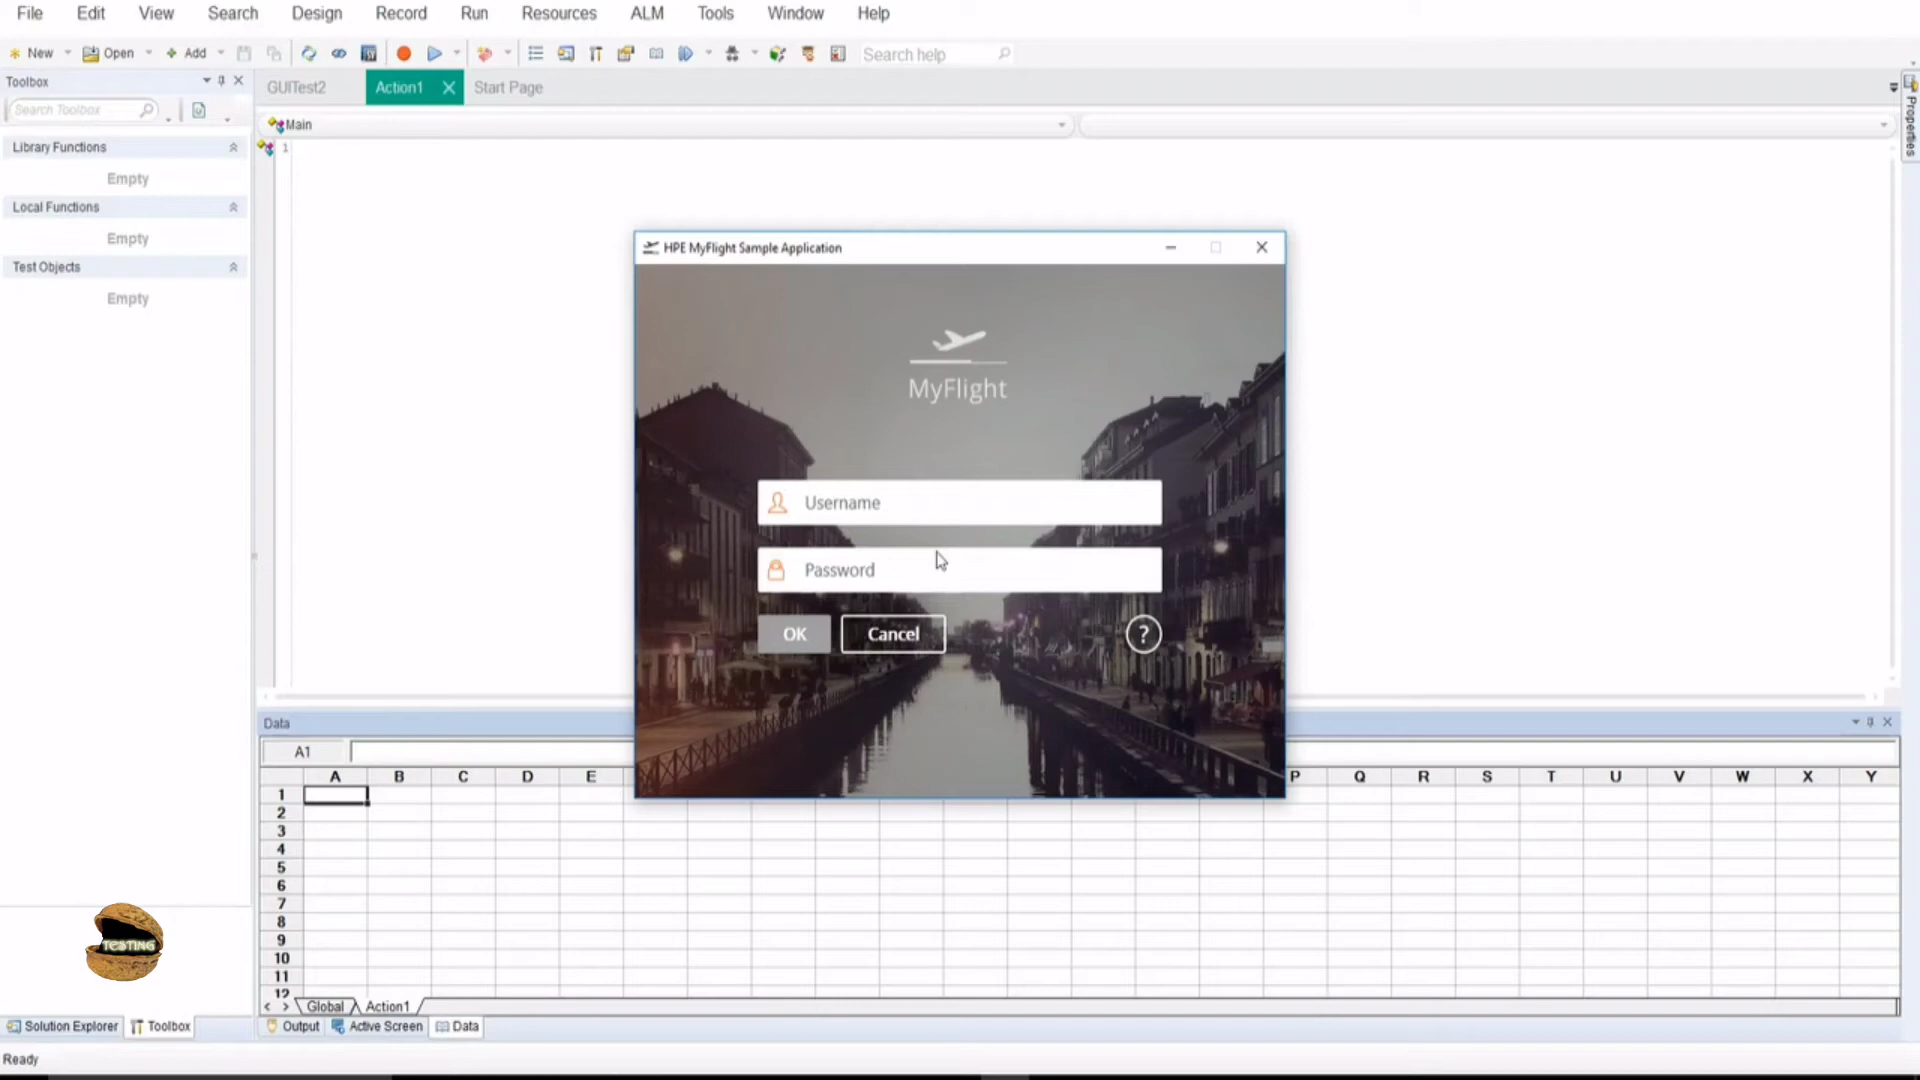 File Edit View Search Design Record Run Resources ALM Tools Window Help
New Open Add Search help
Toolbox
GUITest2 Action1 Start Page
Search Toolbox
Main
Properties
Library Functions
1
Empty
Local Functions
Empty
Test Objects
Empty
HPE MyFlight Sample Application
MyFlight
Username
Password
OK Cancel ?
Data
A1
A B C D E P Q R S T U V W X Y
1
2
3
4
5
6
7
8
9
10
11
12
TESTING
Global Action1
Solution Explorer Toolbox Output Active Screen Data
Ready